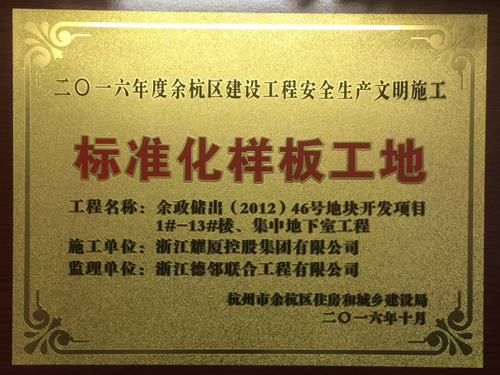 二〇一六年度余杭区建设工程安全生产文明施工
标准化样板工地
工程名称：余政储出（2012）46号地块开发项目
1#-13#楼、集中地下室工程
施工单位：浙江耀厦控股集团有限公司
监理单位：浙江德邻联合工程有限公司
杭州市余杭区住房和城乡建设局
二〇一六年十月